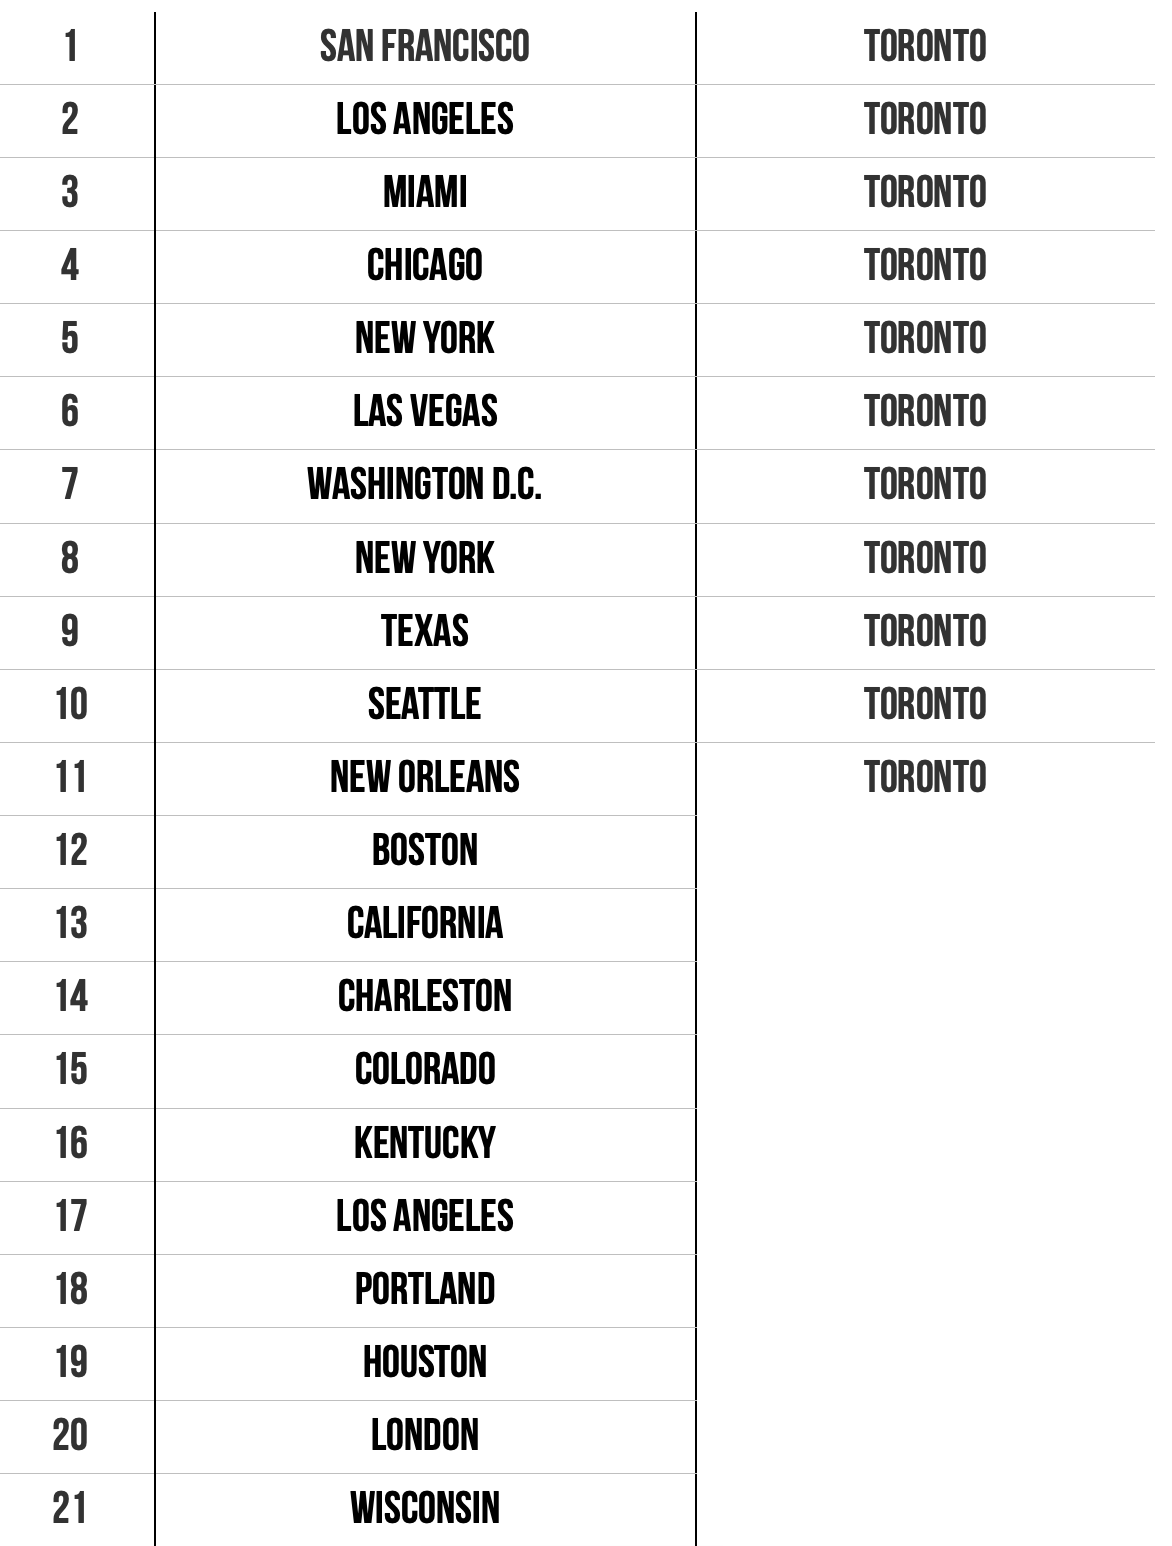 1 SAN FRANCISCO TORONTO
2 LOS ANGELES TORONTO
3 MIAMI TORONTO
4 CHICAGO TORONTO
5 NEW YORK TORONTO
6 LAS VEGAS TORONTO
7 WASHINGTON D.C. TORONTO
8 NEW YORK TORONTO
9 TEXAS TORONTO
10 SEATTLE TORONTO
11 NEW ORLEANS TORONTO
12 BOSTON
13 CALIFORNIA
14 CHARLESTON
15 COLORADO
16 KENTUCKY
17 LOS ANGELES
18 PORTLAND
19 HOUSTON
20 LONDON
21 WISCONSIN